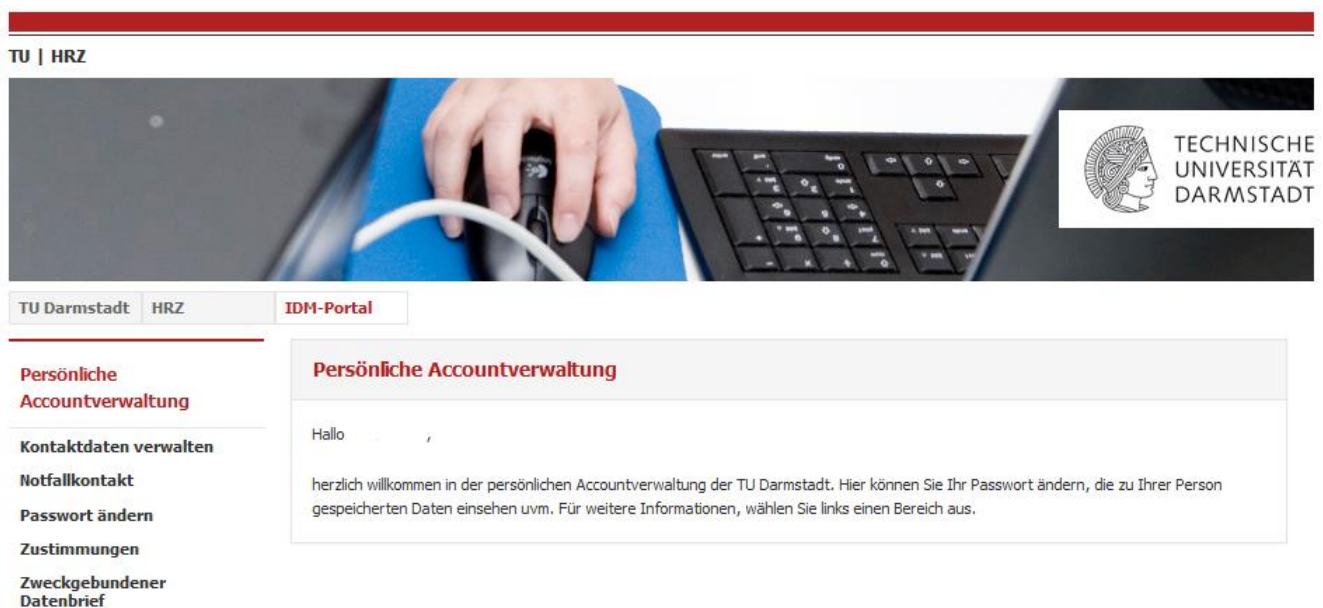 TU | HRZ
TECHNISCHE
UNIVERSITÄT
DARMSTADT
TU Darmstadt
HRZ
IDM-Portal
Persönliche
Accountverwaltung
Kontaktdaten verwalten
Notfallkontakt
Passwort ändern
Zustimmungen
Zweckgebundener
Datenbrief
Persönliche Accountverwaltung
Hallo ,
herzlich willkommen in der persönlichen Accountverwaltung der TU Darmstadt. Hier können Sie Ihr Passwort ändern, die zu Ihrer Person
gespeicherten Daten einsehen uvm. Für weitere Informationen, wählen Sie links einen Bereich aus.